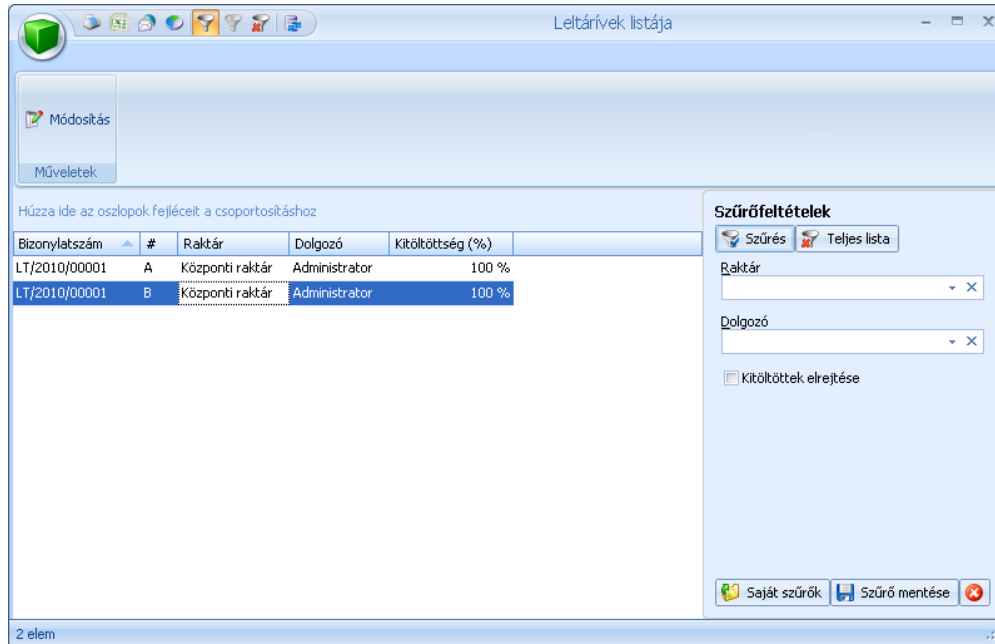 Leltárívek listája
Módosítás
Műveletek
Húzza ide az oszlopok fejléceit a csoportosításhoz
Bizonylatszám # Raktár Dolgozó Kitöltöttség (%)
LT/2010/00001 A Központi raktár Administrator 100 %
LT/2010/00001 B Központi raktár Administrator 100 %
Szűrőfeltételek
Szűrés Teljes lista
Raktár
Dolgozó
Kitöltöttek elrejtése
Saját szűrők Szűrő mentése
2 elem